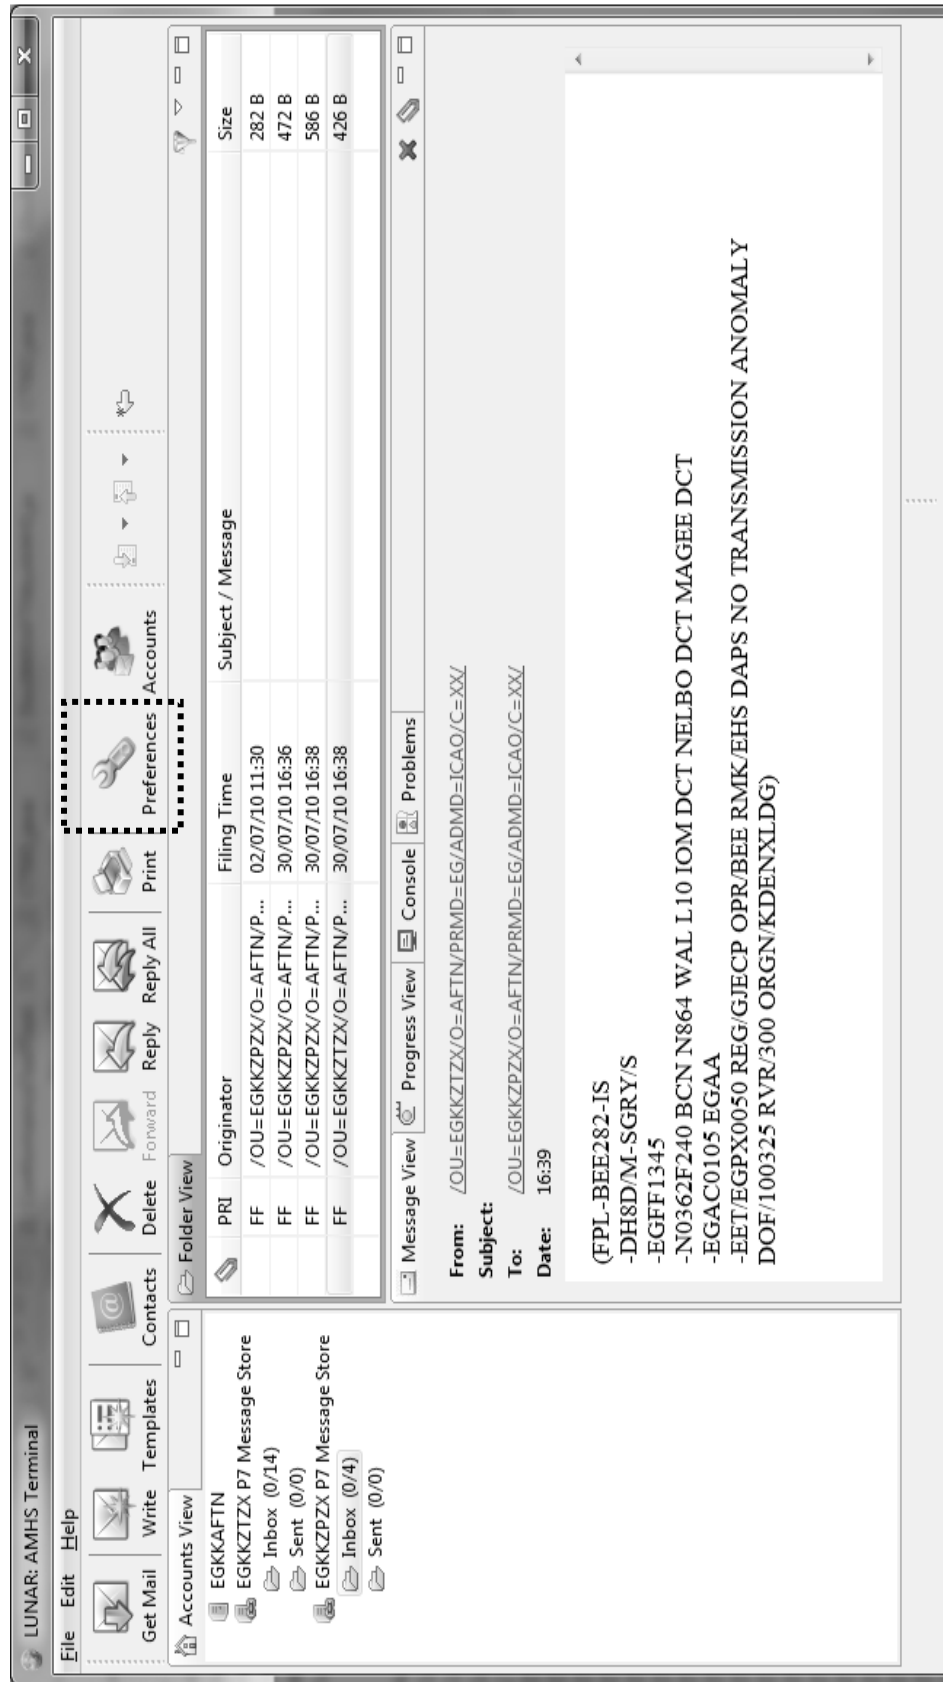 LUNAR: AMHS Terminal
File Edit Help
Get Mail Write Templates Contacts Delete Forward Reply Reply All Print Preferences Accounts
Accounts View
EGKKAFTN
EGKKZTZX P7 Message Store
Inbox (0/14)
Sent (0/0)
EGKKZPZX P7 Message Store
Inbox (0/4)
Sent (0/0)
Folder View
PRI Originator Filing Time Subject / Message Size
FF /OU=EGKKZPZX/O=AFTN/P... 02/07/10 11:30 282 B
FF /OU=EGKKZPZX/O=AFTN/P... 30/07/10 16:36 472 B
FF /OU=EGKKZPZX/O=AFTN/P... 30/07/10 16:38 586 B
FF /OU=EGKKZTZX/O=AFTN/P... 30/07/10 16:38 426 B
Message View Progress View Console Problems
From: /OU=EGKKZTZX/O=AFTN/PRMD=EG/ADMD=ICAO/C=XX/
Subject:
To: /OU=EGKKZPZX/O=AFTN/PRMD=EG/ADMD=ICAO/C=XX/
Date: 16:39
(FPL-BEE282-IS
-DH8D/M-SGRY/S
-EGFF1345
-N0362F240 BCN N864 WAL L10 IOM DCT NELBO DCT MAGEE DCT
-EGAC0105 EGAA
-EET/EGPX0050 REG/GJECP OPR/BEE RMK/EHS DAPS NO TRANSMISSION ANOMALY
DOF/100325 RVR/300 ORGN/KDENXLDG)